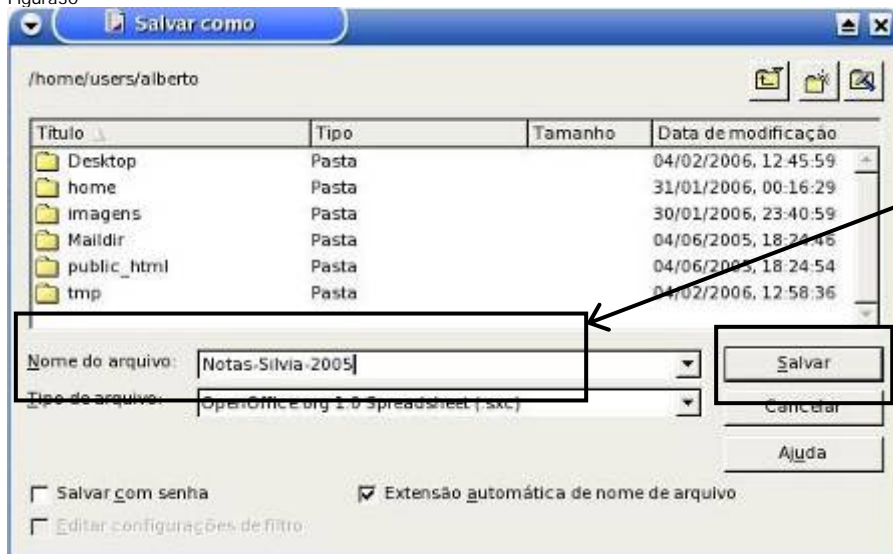 Figura30
Salvar como
/home/users/alberto
Título Tipo Tamanho Data de modificação
Desktop Pasta 04/02/2006, 12:45:59
home Pasta 31/01/2006, 00:16:29
imagens Pasta 30/01/2006, 23:40:59
Maildir Pasta 04/06/2005, 18:24:46
public_html Pasta 04/06/2005, 18:24:54
tmp Pasta 04/02/2006, 12:58:36
Nome do arquivo: Notas-Silvia-2005 Salvar
Tipo de arquivo: OpenOffice.org 1.0 Spreadsheet (.sxc) Cancelar
Ajuda
Salvar com senha Extensão automática de nome de arquivo
Editar configurações de filtro